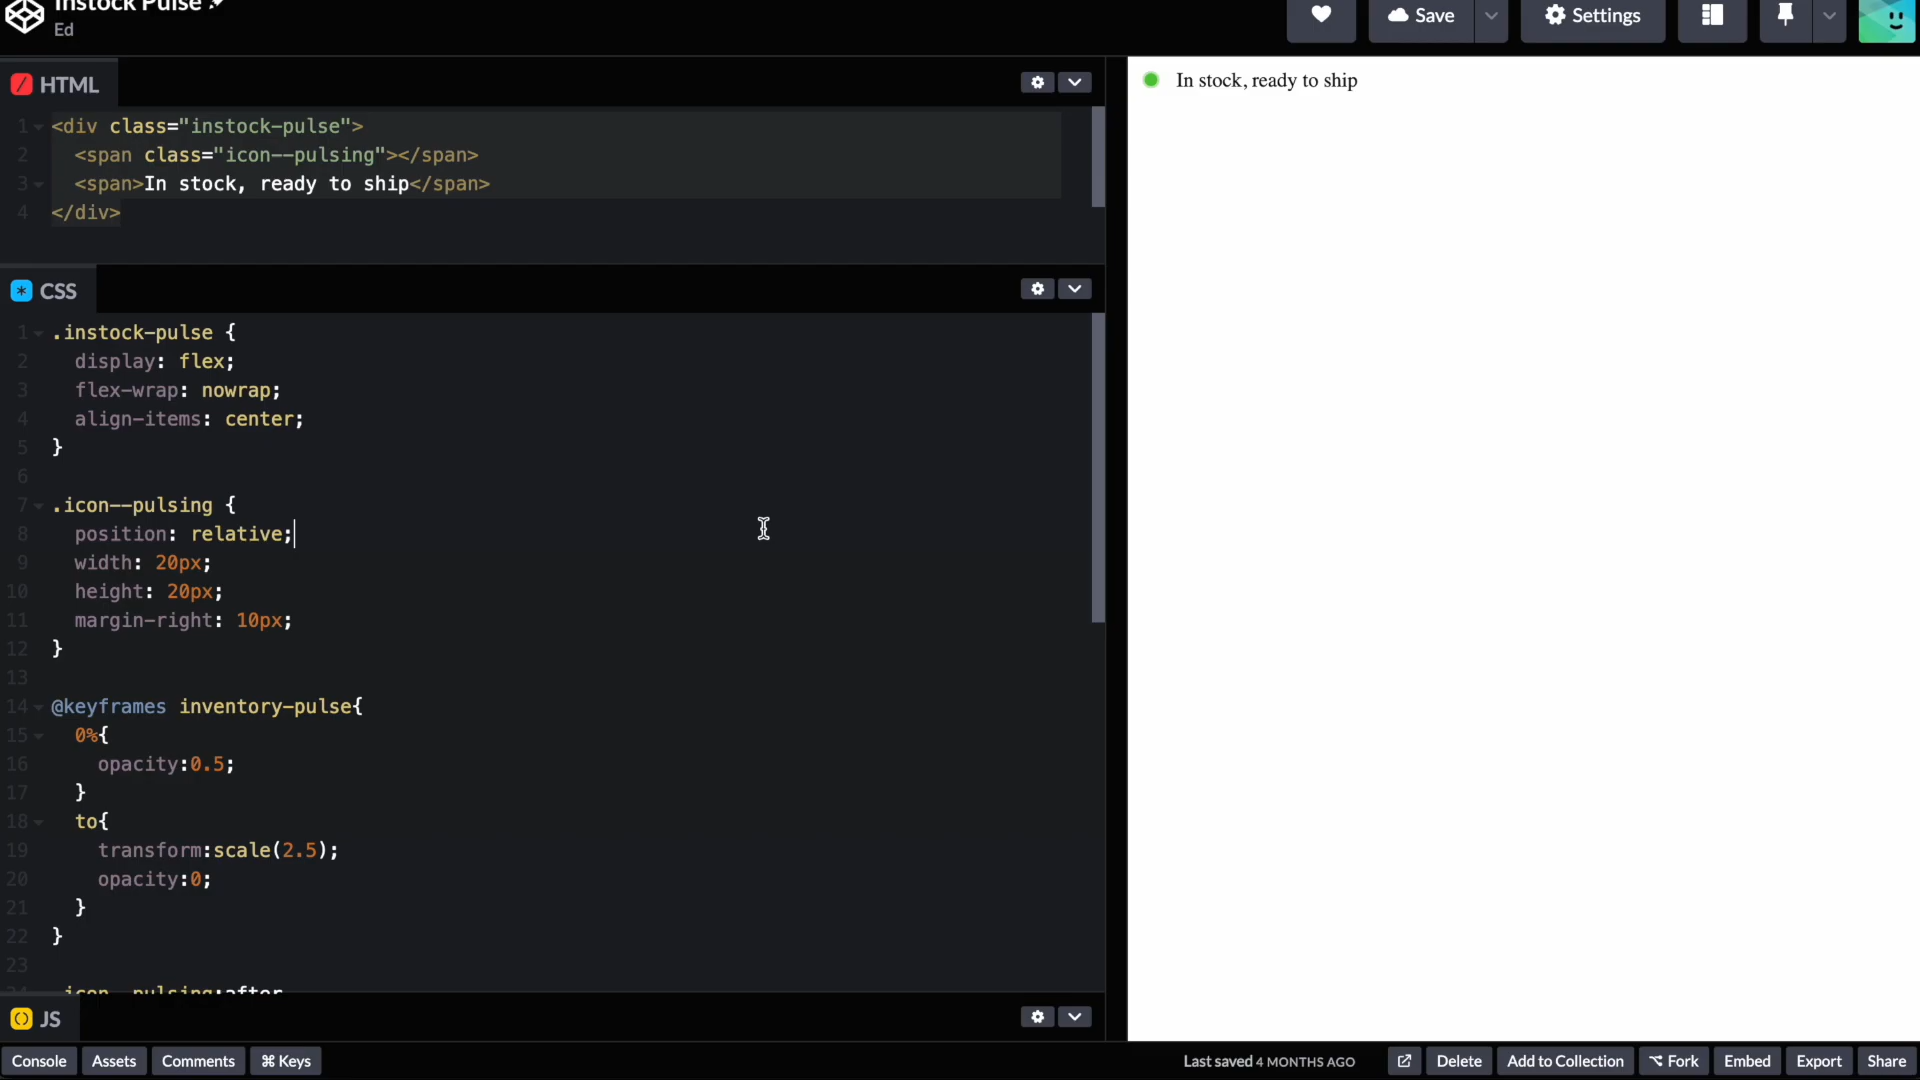 Instock Pulse
Ed
Save
Settings
HTML
1 <div class="instock-pulse">
2 <span class="icon--pulsing"></span>
3 <span>In stock, ready to ship</span>
4 </div>
CSS
1 .instock-pulse {
2 display: flex;
3 flex-wrap: nowrap;
4 align-items: center;
5 }
6
7 .icon--pulsing {
8 position: relative;
9 width: 20px;
10 height: 20px;
11 margin-right: 10px;
12 }
13
14 @keyframes inventory-pulse{
15 0%{
16 opacity:0.5;
17 }
18 to{
19 transform:scale(2.5);
20 opacity:0;
21 }
22 }
23
24 .icon--pulsing:after
JS
In stock, ready to ship
Console Assets Comments ⌘ Keys Last saved 4 MONTHS AGO Delete Add to Collection ⌥ Fork Embed Export Share